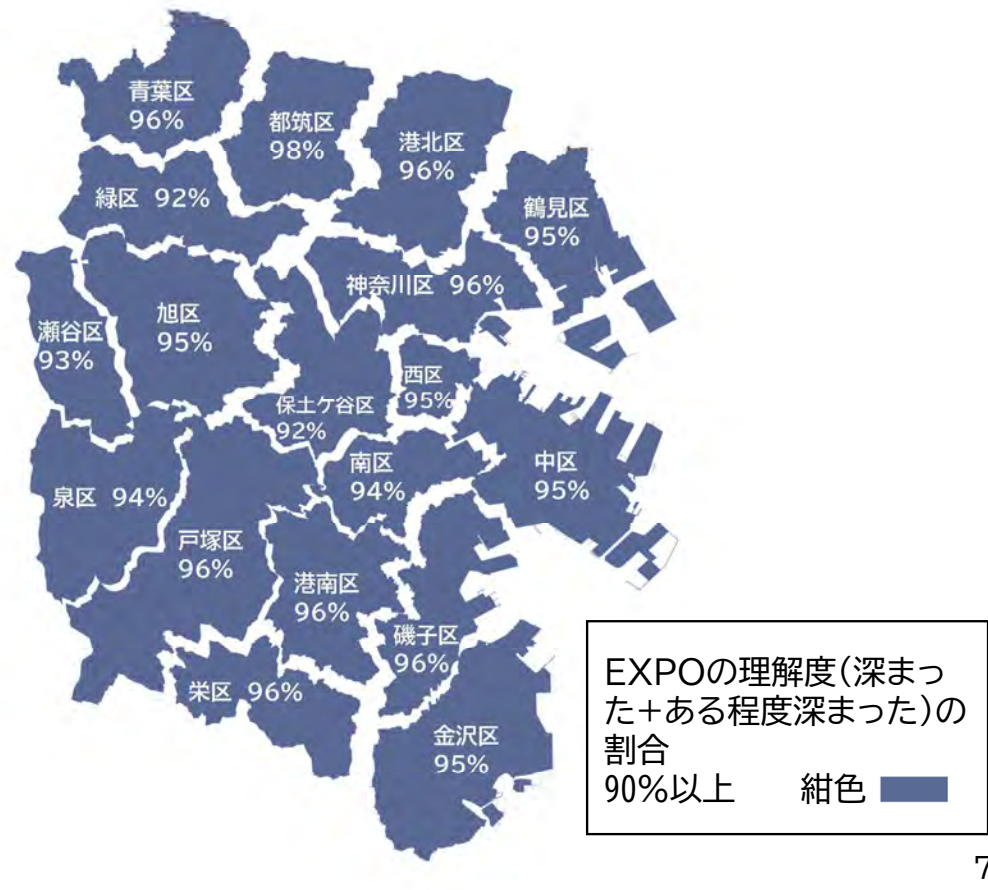 青葉区
96%
都筑区
98%
港北区
96%
緑区 92%
鶴見区
95%
神奈川区 96%
瀬谷区
93%
旭区
95%
西区
95%
保土ケ谷区
92%
南区
94%
中区
95%
泉区 94%
戸塚区
96%
港南区
96%
磯子区
96%
栄区 96%
金沢区
95%
EXPOの理解度(深まっ
た+ある程度深まった)の
割合
90%以上 紺色
7